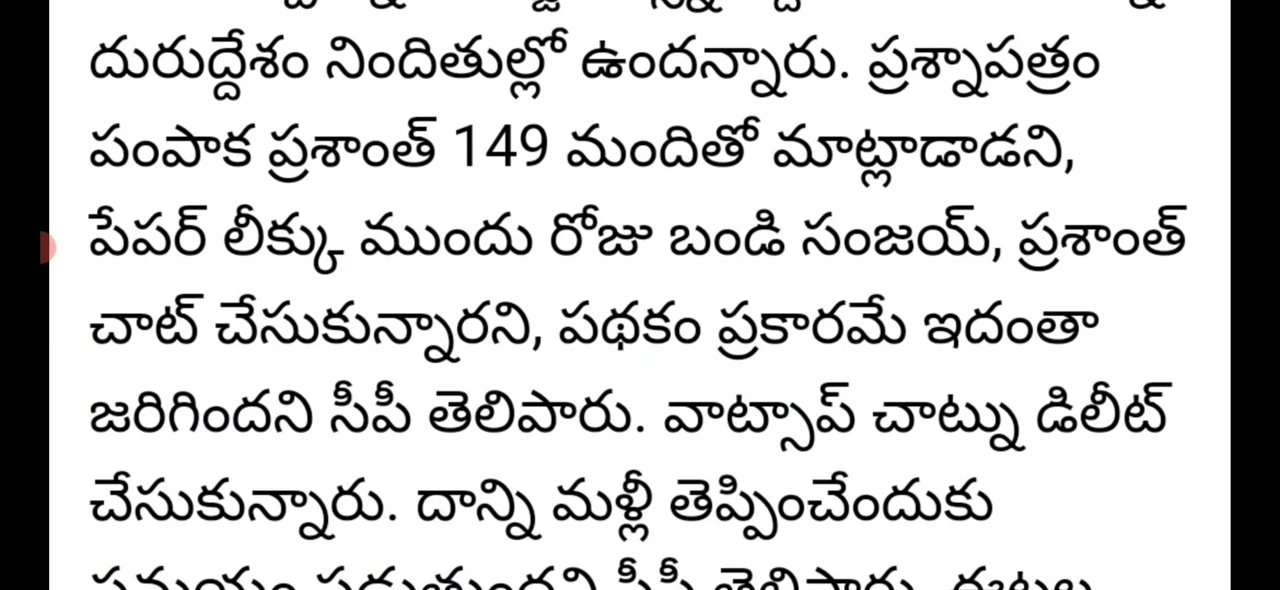 దురుద్దేశం నిందితుల్లో ఉందన్నారు. ప్రశ్నాపత్రం
పంపాక ప్రశాంత్ 149 మందితో మాట్లాడాడని,
పేపర్ లీక్కు ముందు రోజు బండి సంజయ్, ప్రశాంత్
చాట్ చేసుకున్నారని, పథకం ప్రకారమే ఇదంతా
జరిగిందని సీపీ తెలిపారు. వాట్సాప్ చాట్ను డిలీట్
చేసుకున్నారు. దాన్ని మళ్లీ తెప్పించేందుకు